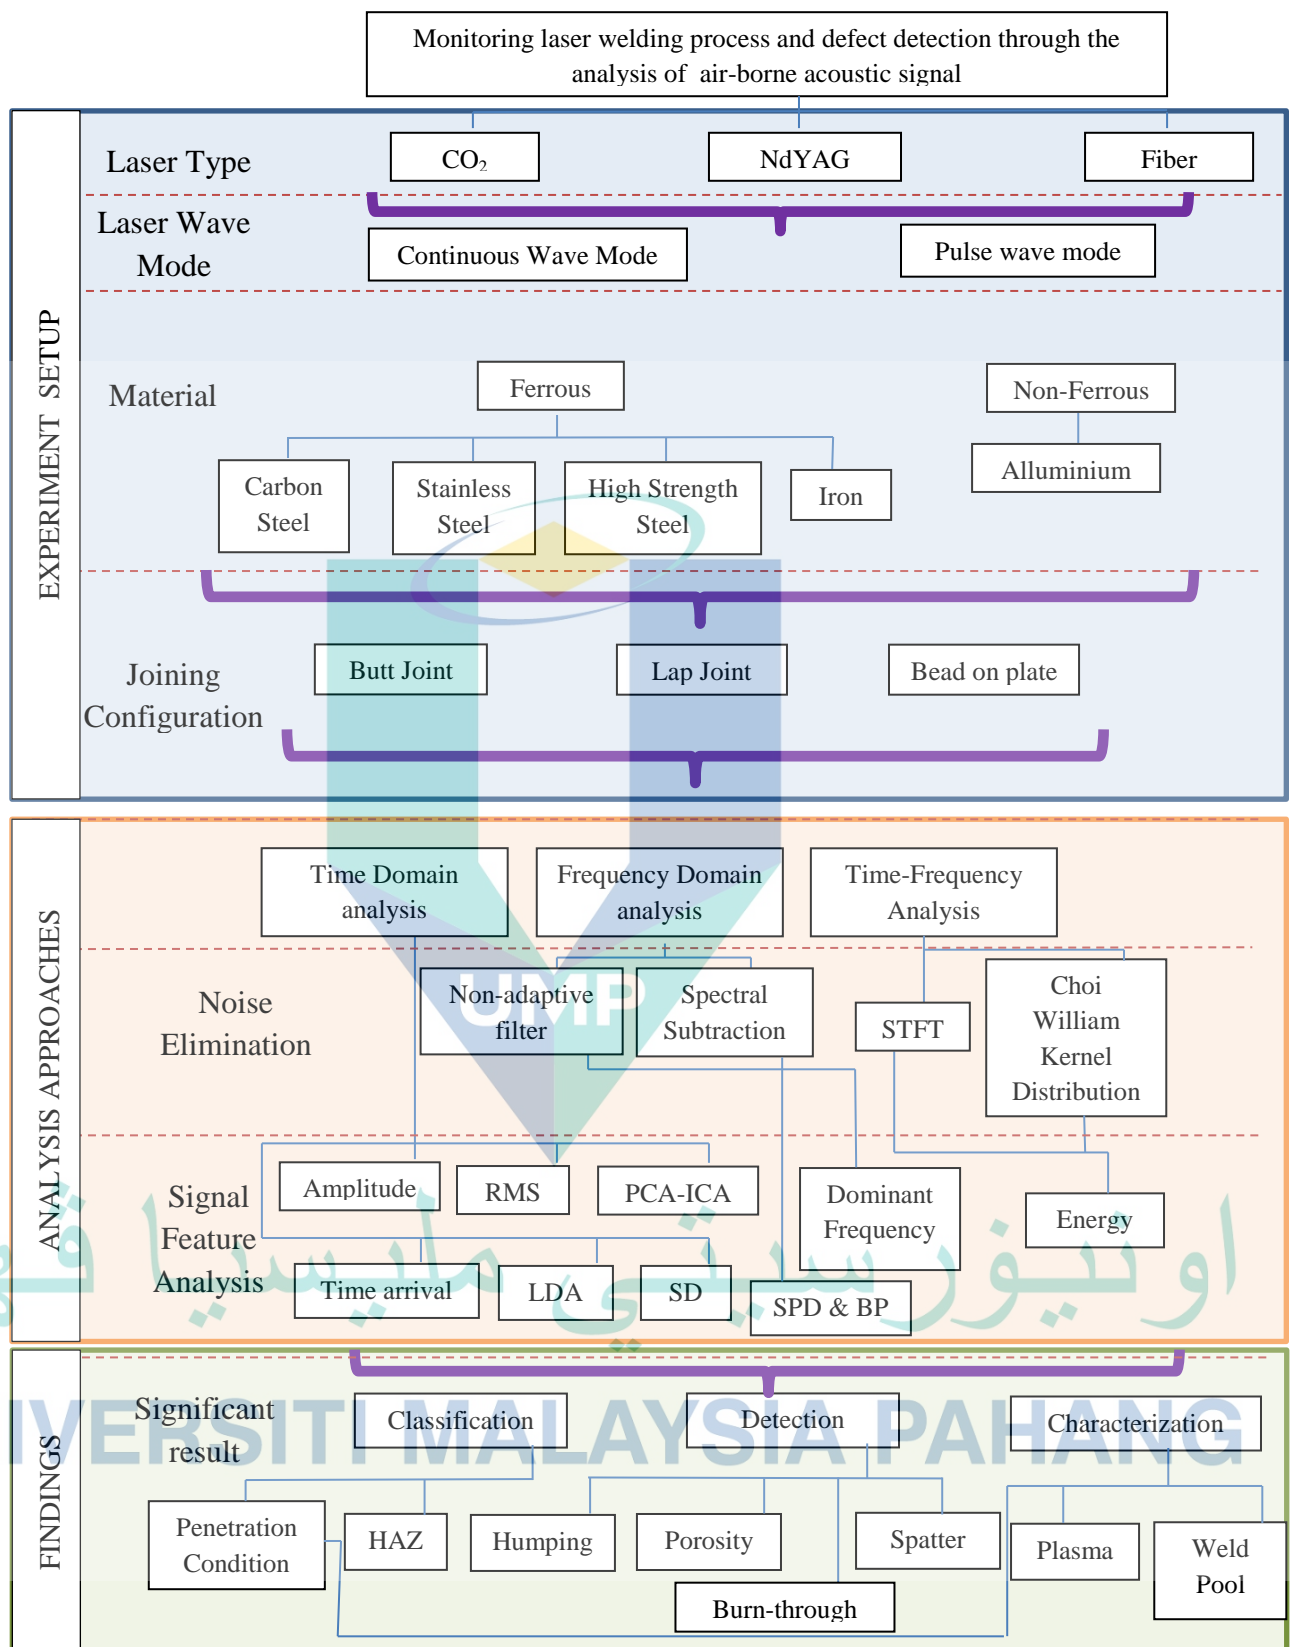 Monitoring laser welding process and defect detection through the
analysis of air-borne acoustic signal
EXPERIMENT SETUP
Laser Type
CO₂
NdYAG
Fiber
Laser Wave
Mode
Continuous Wave Mode
Pulse wave mode
Material
Ferrous
Non-Ferrous
Carbon
Steel
Stainless
Steel
High Strength
Steel
Iron
Alluminium
Joining
Configuration
Butt Joint
Lap Joint
Bead on plate
ANALYSIS APPROACHES
Time Domain
analysis
Frequency Domain
analysis
Time-Frequency
Analysis
Noise
Elimination
Non-adaptive
filter
Spectral
Subtraction
STFT
Choi
William
Kernel
Distribution
UMP
Signal
Feature
Analysis
Amplitude
RMS
PCA-ICA
Dominant
Frequency
Energy
Time arrival
LDA
SD
SPD & BP
اونيۏرسيتي مليسيا ڤه
FINDINGS
Significant
result
Classification
Detection
Characterization
IVERSITI MALAYSIA PAHANG
Penetration
Condition
HAZ
Humping
Porosity
Spatter
Plasma
Weld
Pool
Burn-through